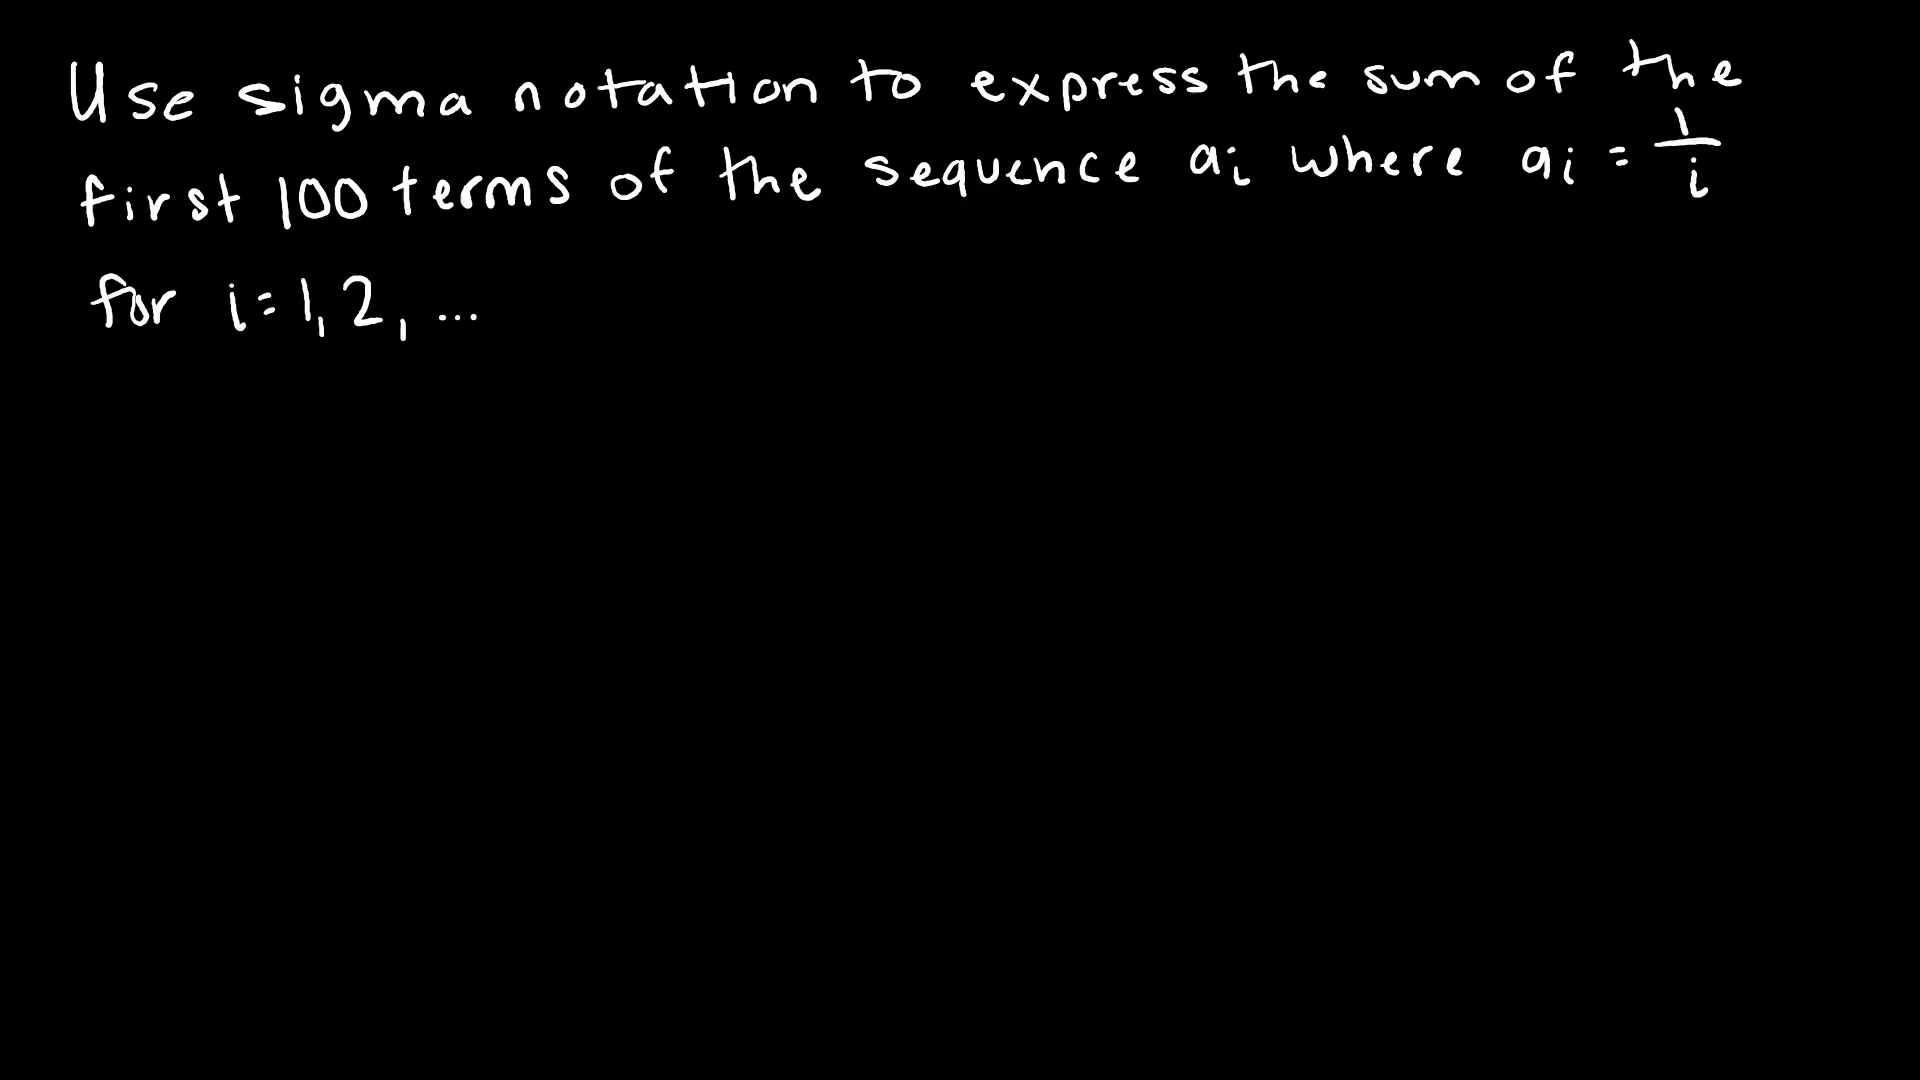 Use sigma notation to express the sum of the
first 100 terms of the sequence aᵢ where aᵢ = 1/i
for i=1, 2, ...